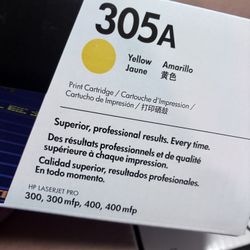 305A
Yellow Amarillo
Jaune 黄色
Print Cartridge / Cartouche d'Impression /
Cartucho de Impresión / 打印硒鼓
Superior, professional results. Every time.
Des résultats professionnels et de qualité
supérieure à chaque impression.
Calidad superior, resultados profesionales.
En todo momento.
HP LASERJET PRO
300, 300 mfp, 400, 400 mfp